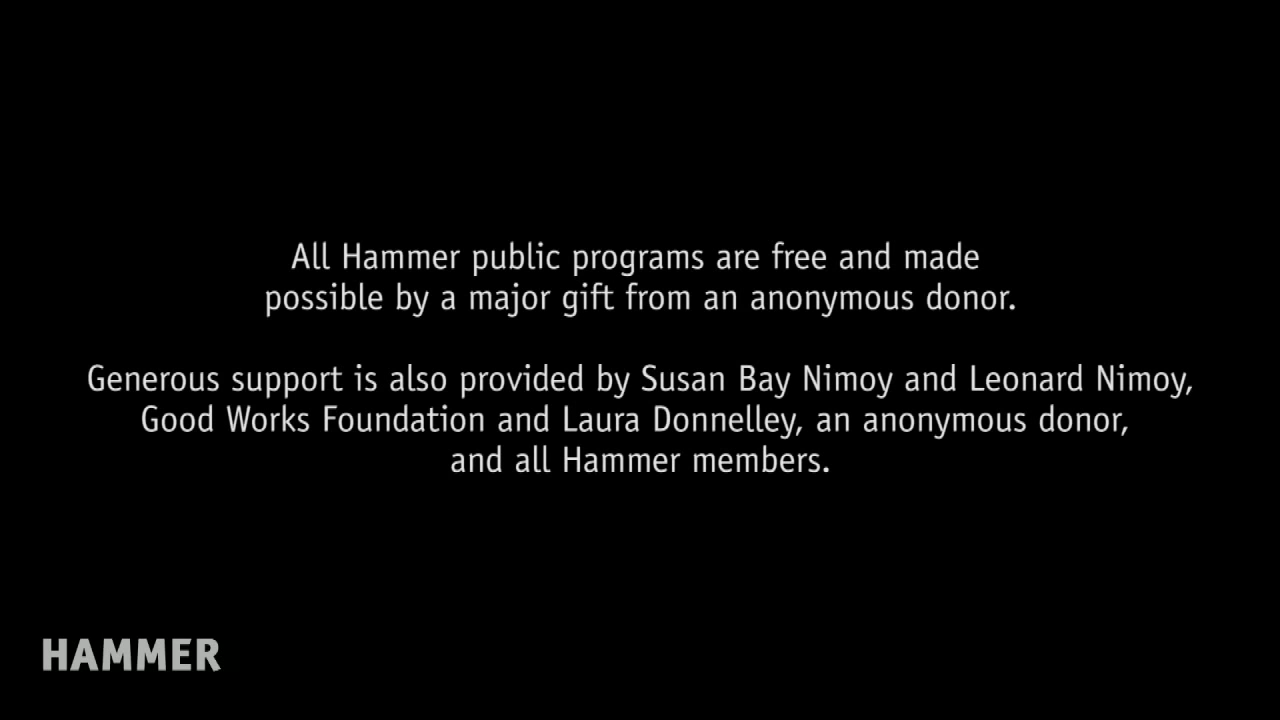 All Hammer public programs are free and made
possible by a major gift from an anonymous donor.
Generous support is also provided by Susan Bay Nimoy and Leonard Nimoy,
Good Works Foundation and Laura Donnelley, an anonymous donor,
and all Hammer members.
HAMMER